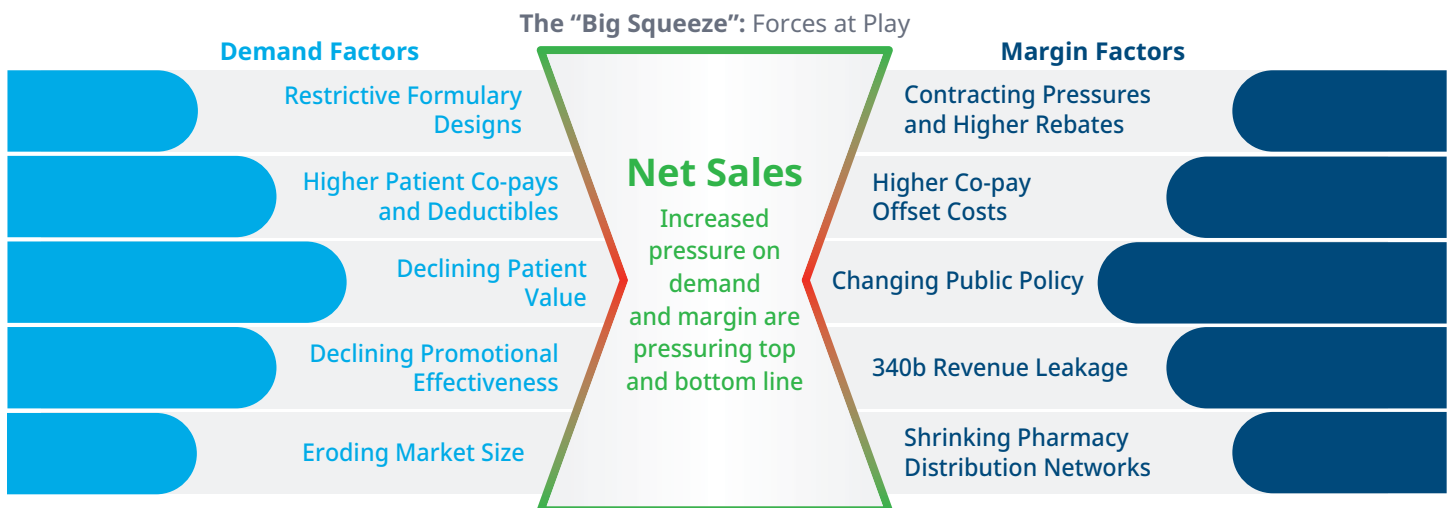 The “Big Squeeze”: Forces at Play
Demand Factors
Restrictive Formulary
Designs
Higher Patient Co-pays
and Deductibles
Declining Patient
Value
Declining Promotional
Effectiveness
Eroding Market Size
Net Sales
Increased
pressure on
demand
and margin are
pressuring top
and bottom line
Margin Factors
Contracting Pressures
and Higher Rebates
Higher Co-pay
Offset Costs
Changing Public Policy
340b Revenue Leakage
Shrinking Pharmacy
Distribution Networks